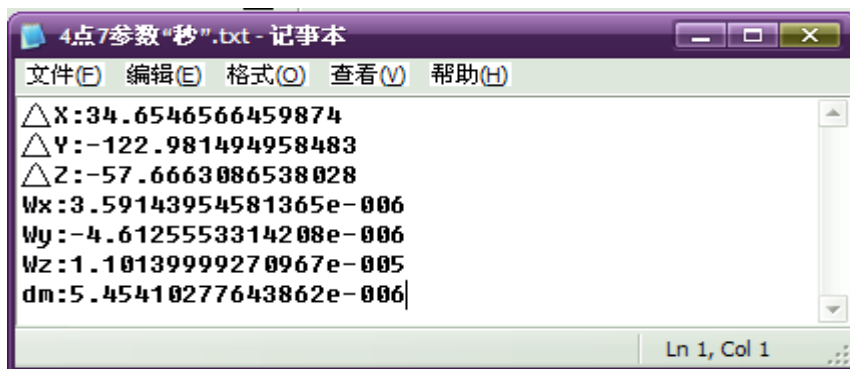 4点7参数“秒”.txt - 记事本
文件(F) 编辑(E) 格式(O) 查看(V) 帮助(H)
△X:34.6546566459874
△Y:-122.981494958483
△Z:-57.6663086538028
Wx:3.59143954581365e-006
Wy:-4.6125553314208e-006
Wz:1.10139999270967e-005
dm:5.45410277643862e-006
Ln 1, Col 1